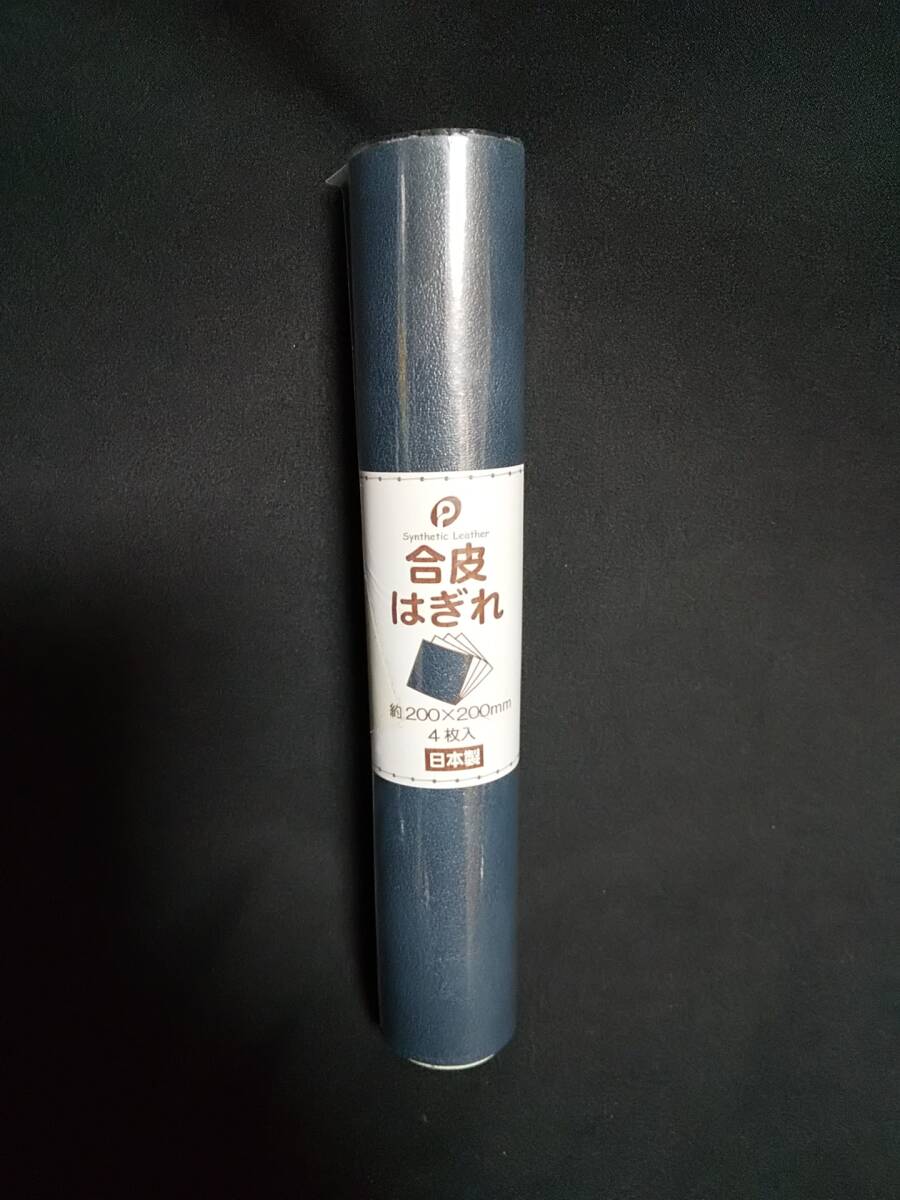 Synthetic Leather
合皮
はぎれ
約200×200mm
4枚入
日本製